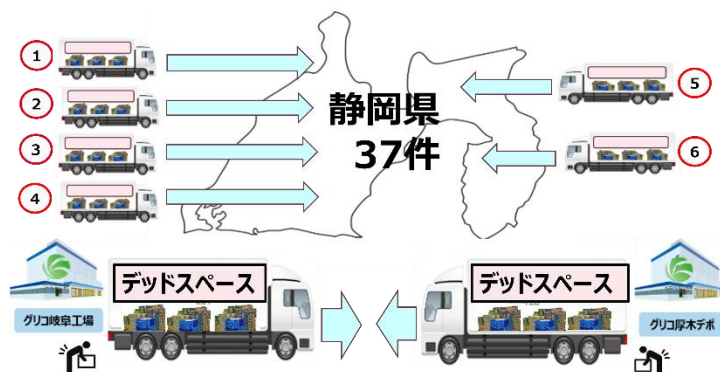 1
2
3
4
静岡県
37件
5
6
デッドスペース
グリコ岐阜工場
デッドスペース
グリコ厚木デポ